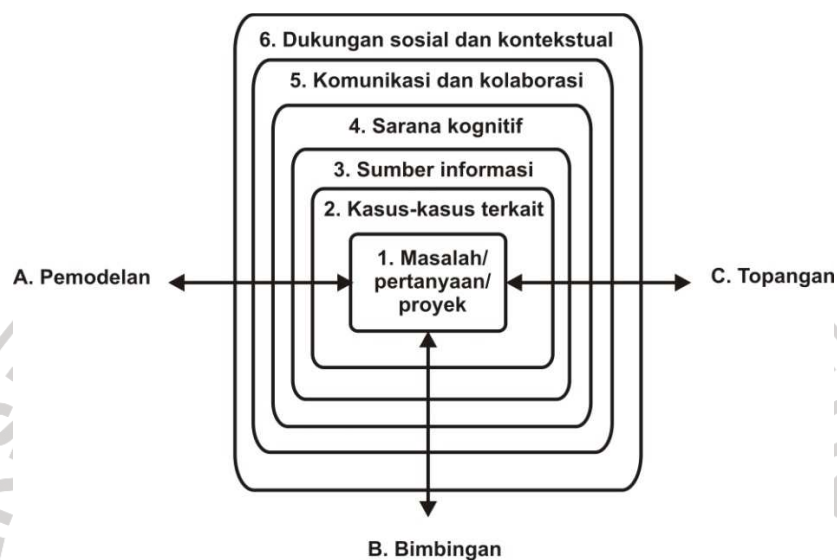 6. Dukungan sosial dan kontekstual
5. Komunikasi dan kolaborasi
4. Sarana kognitif
3. Sumber informasi
2. Kasus-kasus terkait
1. Masalah/
pertanyaan/
proyek
A. Pemodelan
C. Topangan
B. Bimbingan